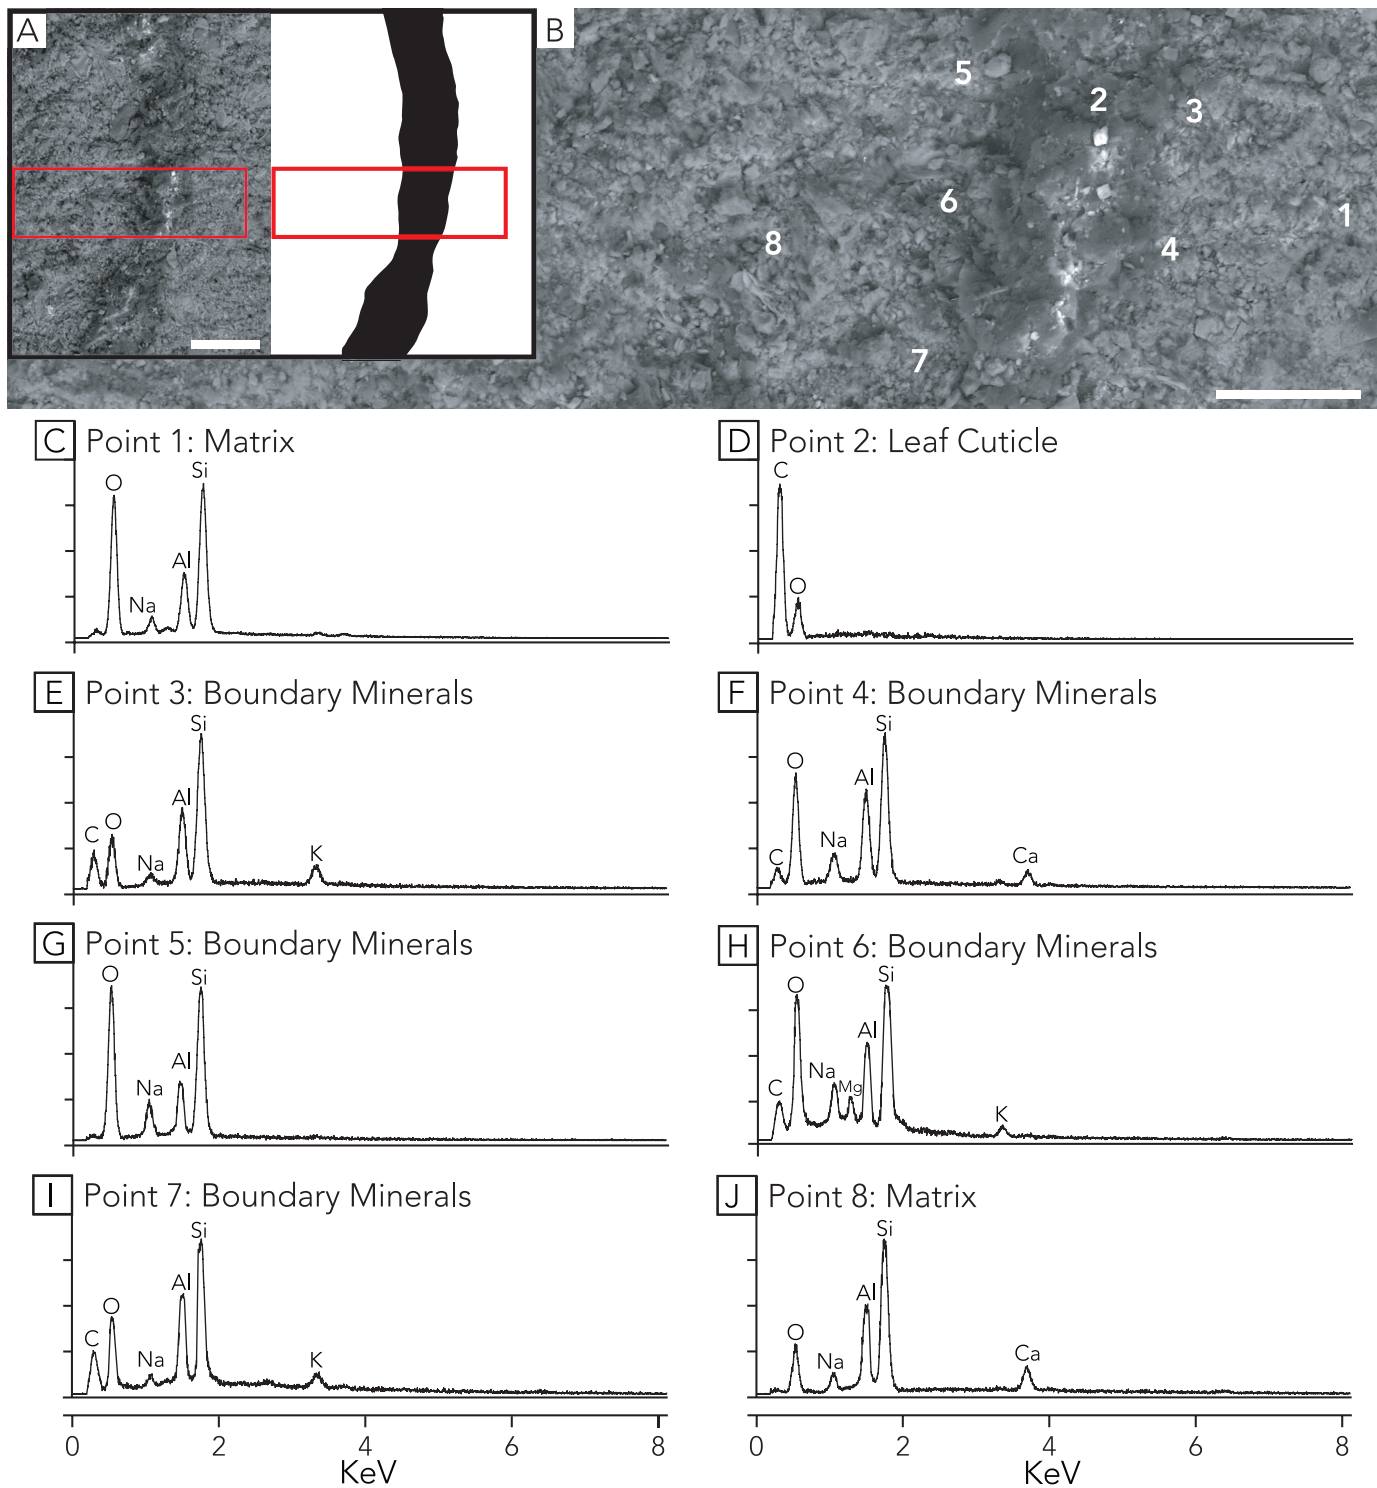 A
B
5
2
3
6
1
8
4
7
C Point 1: Matrix
O
Na
Al
Si
D Point 2: Leaf Cuticle
C
O
E Point 3: Boundary Minerals
C
O
Na
Al
Si
K
F Point 4: Boundary Minerals
C
O
Na
Al
Si
Ca
G Point 5: Boundary Minerals
O
Na
Al
Si
H Point 6: Boundary Minerals
C
O
Na
Mg
Al
Si
K
I Point 7: Boundary Minerals
C
O
Na
Al
Si
K
J Point 8: Matrix
O
Na
Al
Si
Ca
0 2 4 6 8
KeV
0 2 4 6 8
KeV